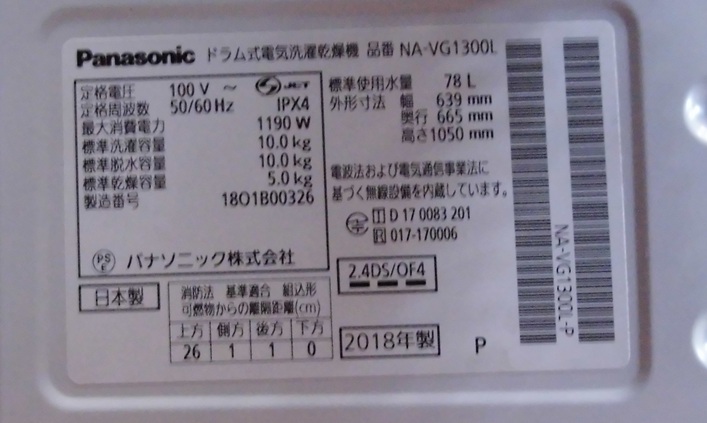 Panasonic ドラム式電気洗濯乾燥機 品番 NA-VG1300L
定格電圧 100 V ~ JET
定格周波数 50/60 Hz IPX4
最大消費電力 1190 W
標準洗濯容量 10.0 kg
標準脱水容量 10.0 kg
標準乾燥容量 5.0 kg
製造番号 18O1B00326
PSE パナソニック株式会社
標準使用水量 78 L
外形寸法 幅 639 mm
奥行 665 mm
高さ1050 mm
電波法および電気通信事業法に
基づく無線設備を内蔵しています。
T D 17 0083 201
R 017-170006
2.4DS/OF4
日本製
消防法 基準適合 組込形
可燃物からの離隔距離(cm)
上方 側方 後方 下方
26 1 1 0
2018年製
P
NA-VG1300L-P